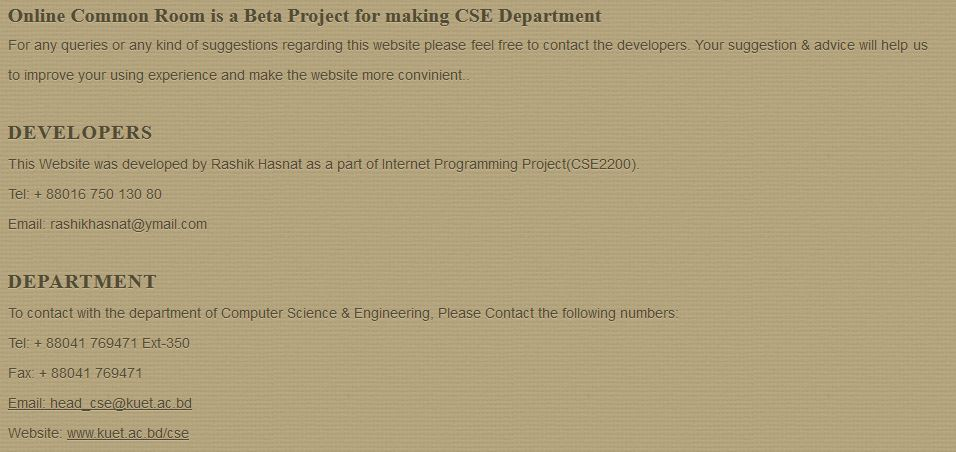 Online Common Room is a Beta Project for making CSE Department
For any queries or any kind of suggestions regarding this website please feel free to contact the developers. Your suggestion & advice will help us
to improve your using experience and make the website more convinient..
DEVELOPERS
This Website was developed by Rashik Hasnat as a part of Internet Programming Project(CSE2200).
Tel: + 88016 750 130 80
Email: rashikhasnat@ymail.com
DEPARTMENT
To contact with the department of Computer Science & Engineering, Please Contact the following numbers:
Tel: + 88041 769471 Ext-350
Fax: + 88041 769471
Email: head_cse@kuet.ac.bd
Website: www.kuet.ac.bd/cse